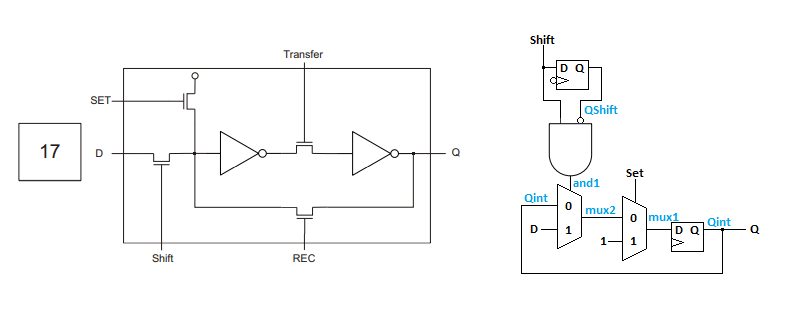 Transfer
SET
17
D
Q
Shift
REC
Shift
D Q
QShift
and1
Set
Qint
0
mux2
0
mux1
Qint
D
1
1
1
D Q
Q